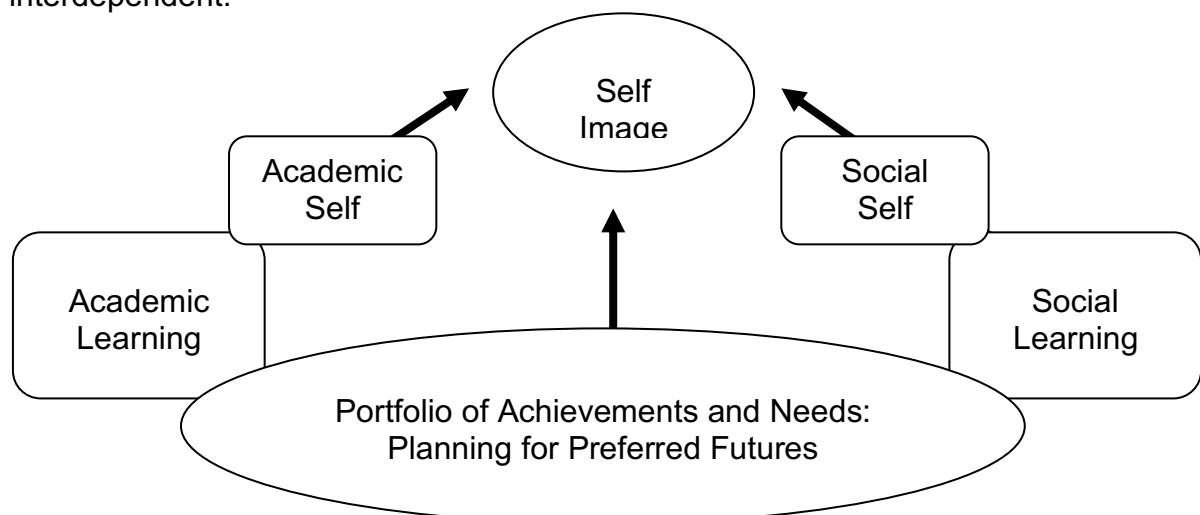 interdependent.
Self
Image
Academic
Self
Social
Self
Academic
Learning
Social
Learning
Portfolio of Achievements and Needs:
Planning for Preferred Futures